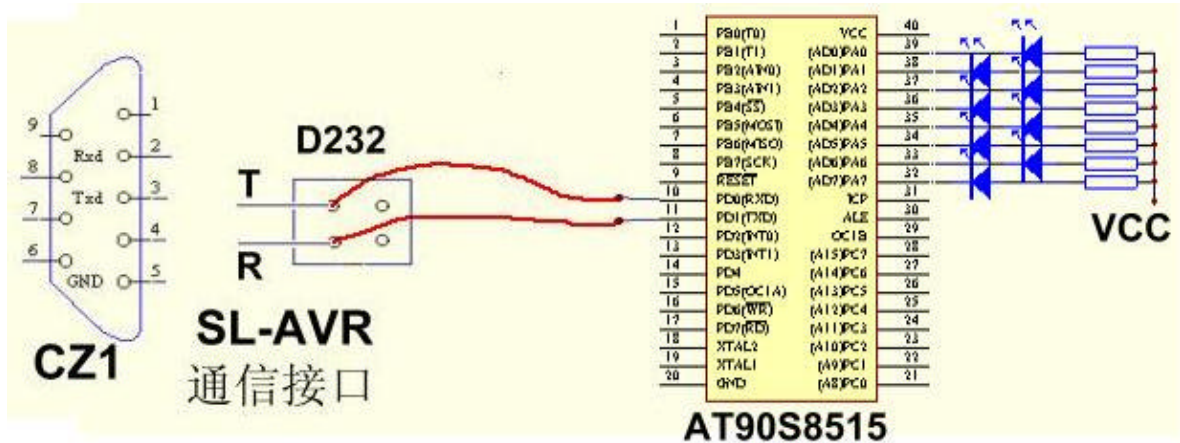 9
8
7
6
Rxd
Txd
GND
1
2
3
4
5
CZ1
D232
T
R
SL-AVR
通信接口
1 PB0(T0)
2 PB1(T1)
3 PB2(AIN0)
4 PB3(AIN1)
5 PB4(SS)
6 PB5(MOSI)
7 PB6(MISO)
8 PB7(SCK)
9 RESET
10 PD0(RXD)
11 PD1(TXD)
12 PD2(INT0)
13 PD3(INT1)
14 PD4
15 PD5(OC1A)
16 PD6(WR)
17 PD7(RD)
18 XTAL2
19 XTAL1
20 GND
VCC 40
(AD0)PA0 39
(AD1)PA1 38
(AD2)PA2 37
(AD3)PA3 36
(AD4)PA4 35
(AD5)PA5 34
(AD6)PA6 33
(AD7)PA7 32
ICP 31
ALE 30
OC1B 29
(A15)PC7 28
(A14)PC6 27
(A13)PC5 26
(A12)PC4 25
(A11)PC3 24
(A10)PC2 23
(A9)PC1 22
(A8)PC0 21
AT90S8515
VCC